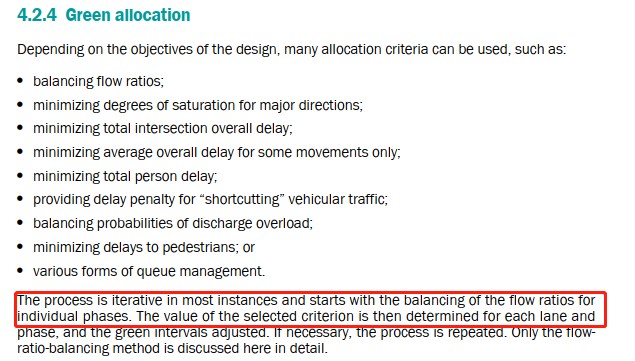 4.2.4 Green allocation
Depending on the objectives of the design, many allocation criteria can be used, such as:
• balancing flow ratios;
• minimizing degrees of saturation for major directions;
• minimizing total intersection overall delay;
• minimizing average overall delay for some movements only;
• minimizing total person delay;
• providing delay penalty for “shortcutting” vehicular traffic;
• balancing probabilities of discharge overload;
• minimizing delays to pedestrians; or
• various forms of queue management.
The process is iterative in most instances and starts with the balancing of the flow ratios for
individual phases. The value of the selected criterion is then determined for each lane and
phase, and the green intervals adjusted. If necessary, the process is repeated. Only the flow-
ratio-balancing method is discussed here in detail.